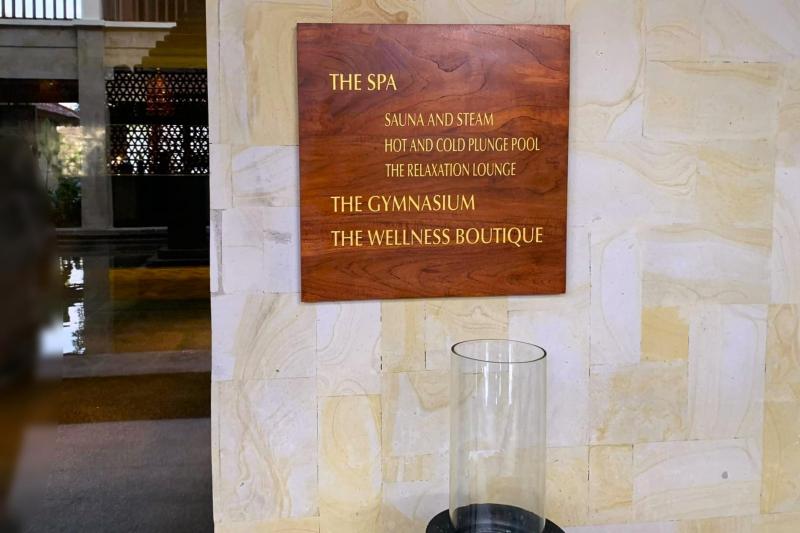 THE SPA
SAUNA AND STEAM
HOT AND COLD PLUNGE POOL
THE RELAXATION LOUNGE
THE GYMNASIUM
THE WELLNESS BOUTIQUE